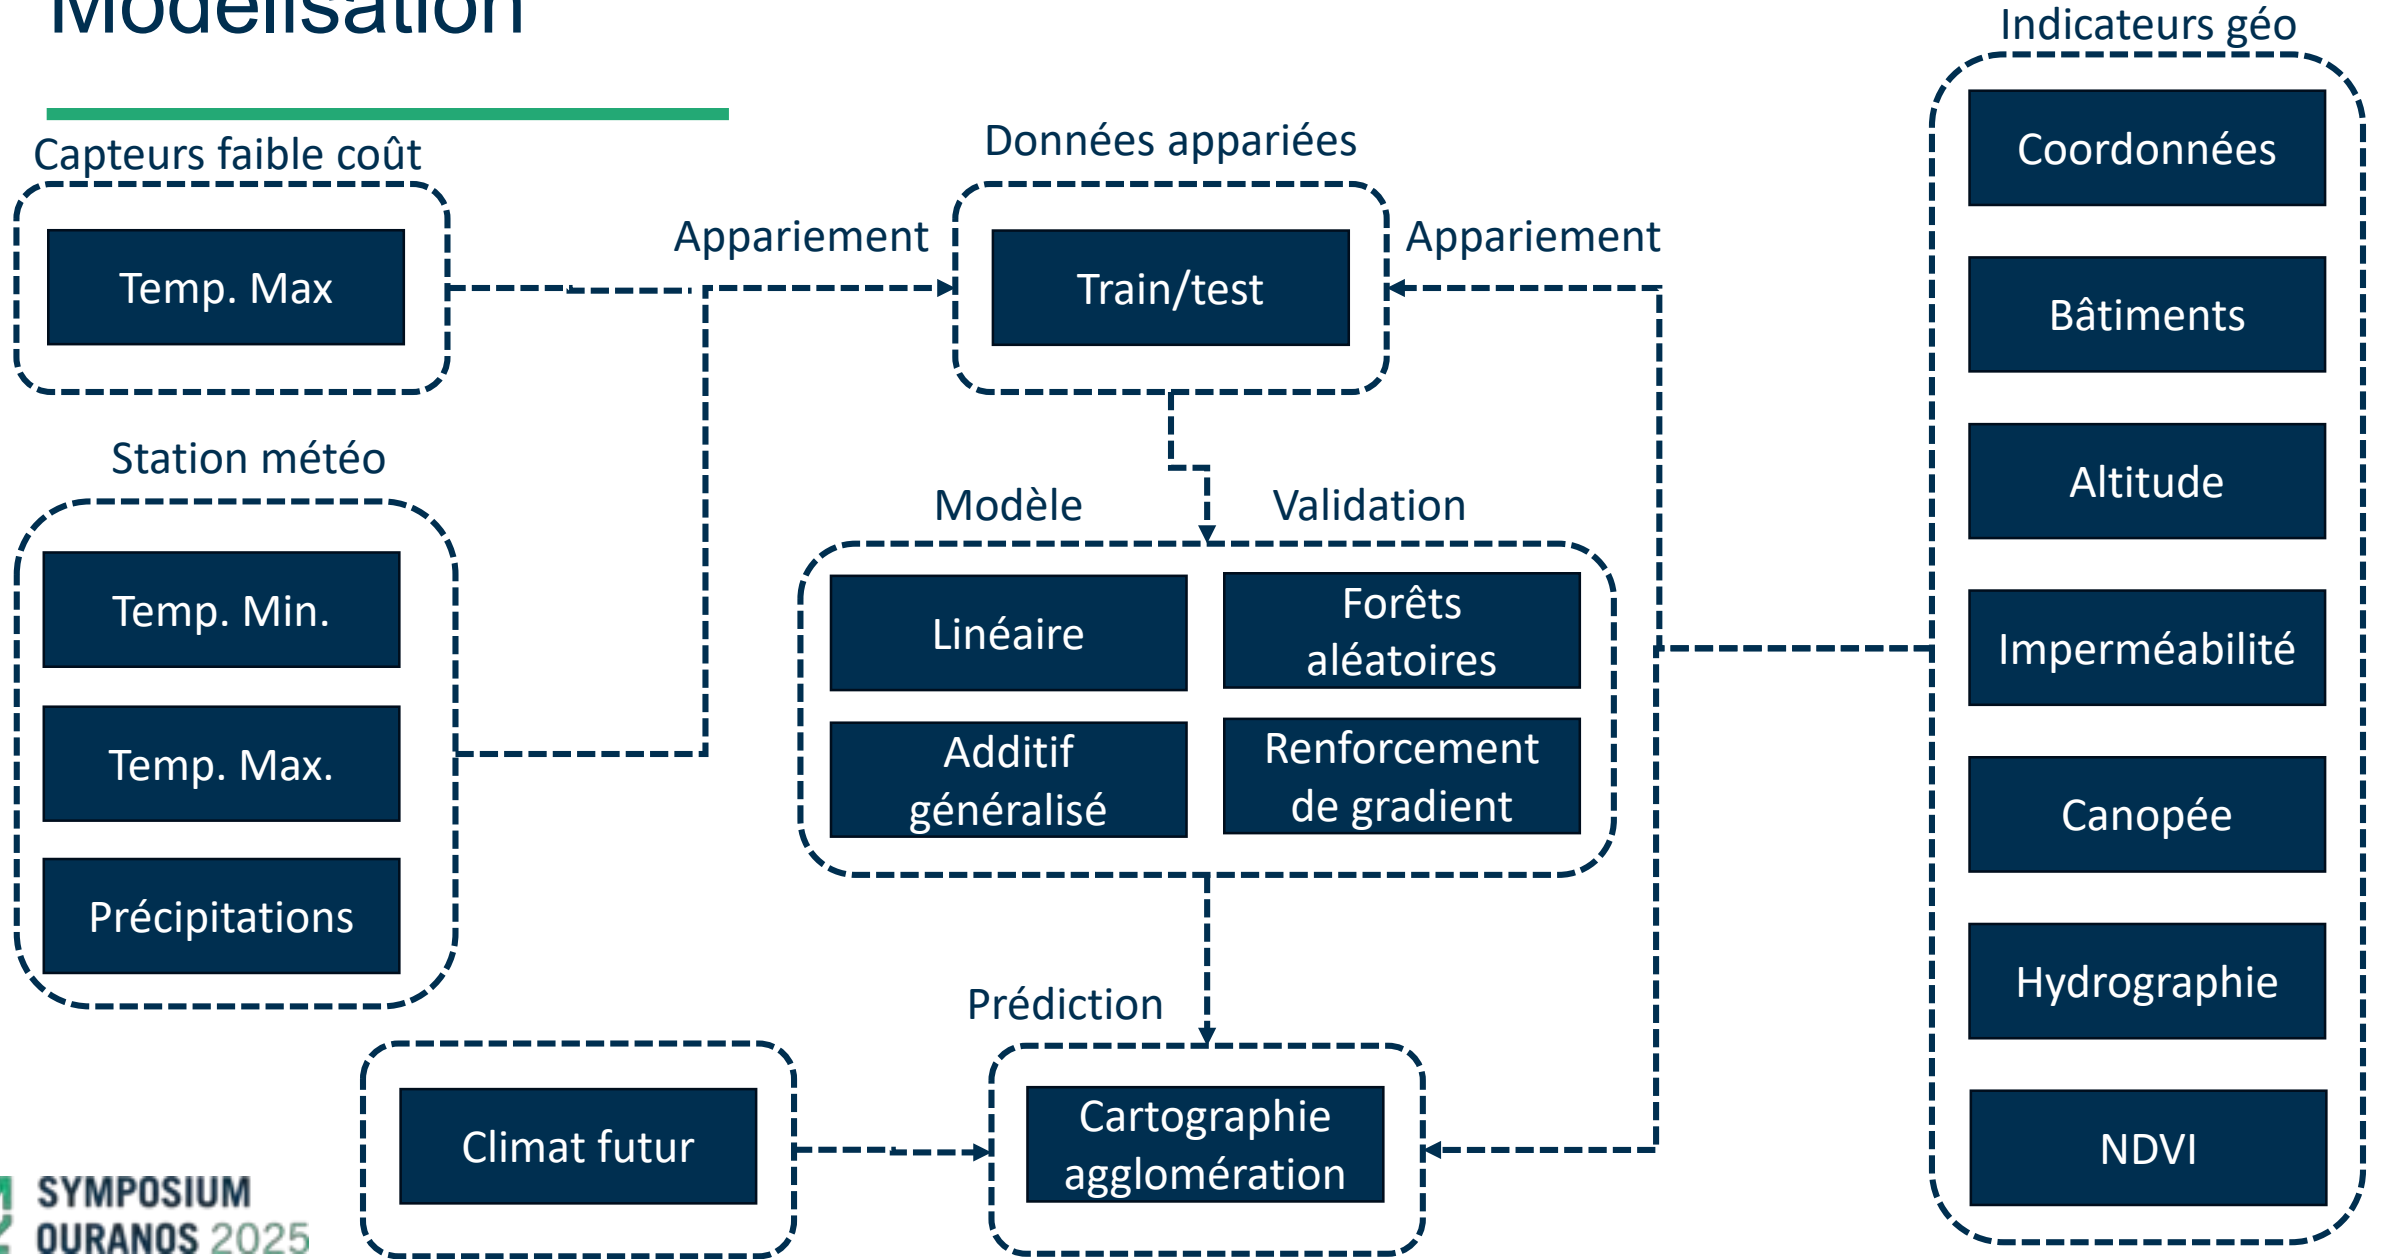 Modélisation
Capteurs faible coût
Temp. Max
Station météo
Temp. Min.
Temp. Max.
Précipitations
Appariement
Données appariées
Train/test
Appariement
Modèle
Validation
Linéaire
Forêts
aléatoires
Additif
généralisé
Renforcement
de gradient
Prédiction
Climat futur
Cartographie
agglomération
Indicateurs géo
Coordonnées
Bâtiments
Altitude
Imperméabilité
Canopée
Hydrographie
NDVI
SYMPOSIUM
OURANOS 2025